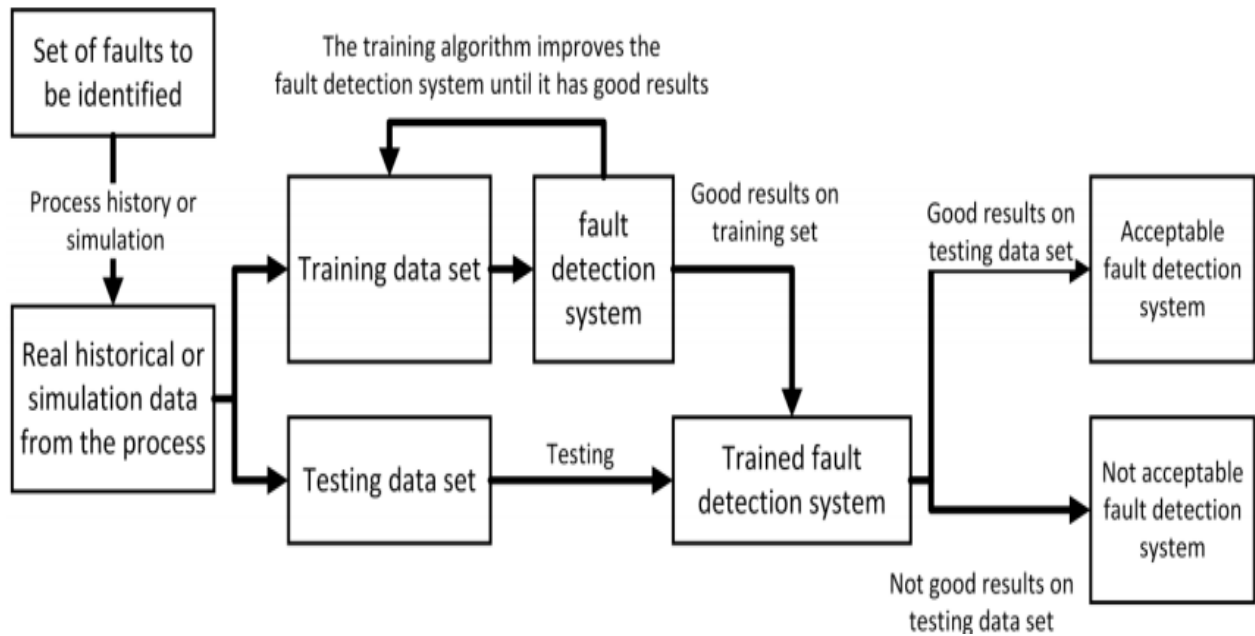 Set of faults to
be identified
The training algorithm improves the
fault detection system until it has good results
Process history or
simulation
Real historical or
simulation data
from the process
Training data set
fault
detection
system
Good results on
training set
Testing data set
Testing
Trained fault
detection system
Good results on
testing data set
Acceptable
fault detection
system
Not acceptable
fault detection
system
Not good results on
testing data set